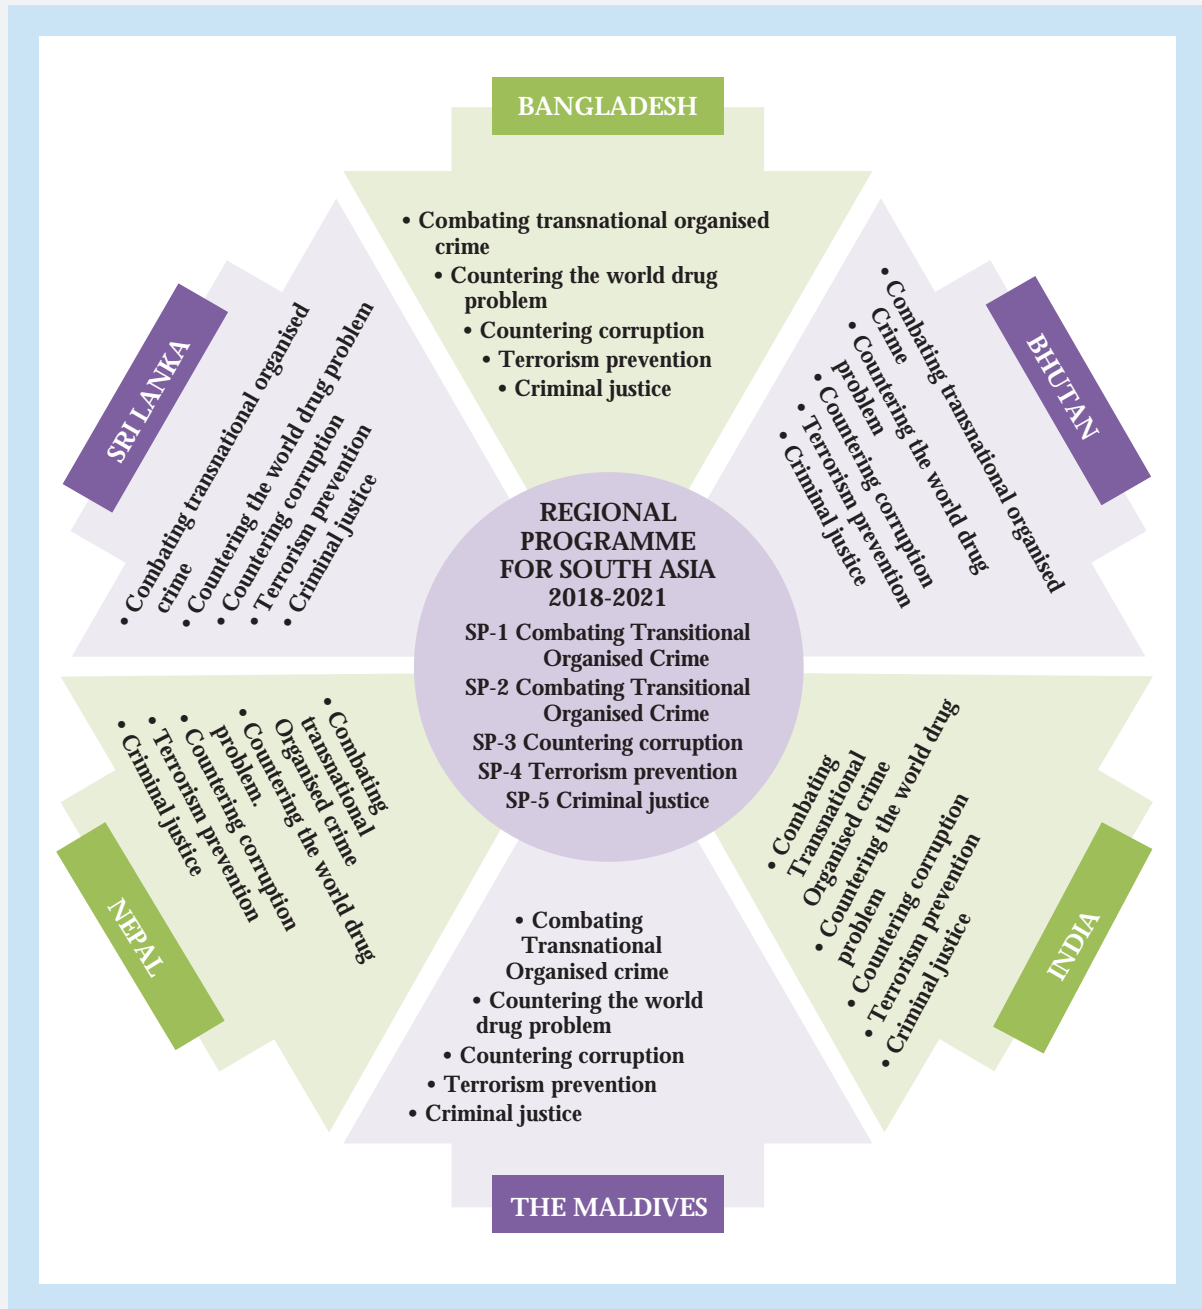 BANGLADESH
• Combating transnational organised
crime
• Countering the world drug
problem
• Countering corruption
• Terrorism prevention
• Criminal justice
BHUTAN
• Combating transnational organised
Crime
• Countering the world drug
problem
• Countering corruption
• Terrorism prevention
• Criminal justice
INDIA
• Combating
Transnational
Organised crime
• Countering the world drug
problem
• Countering corruption
• Terrorism prevention
• Criminal justice
THE MALDIVES
• Combating
Transnational
Organised crime
• Countering the world
drug problem
• Countering corruption
• Terrorism prevention
• Criminal justice
NEPAL
• Combating
transnational
Organised crime
• Countering the world drug
problem.
• Countering corruption
• Terrorism prevention
• Criminal justice
SRI LANKA
• Combating transnational organised
crime
• Countering the world drug problem
• Countering corruption
• Terrorism prevention
• Criminal justice
REGIONAL
PROGRAMME
FOR SOUTH ASIA
2018-2021
SP-1 Combating Transitional
Organised Crime
SP-2 Combating Transitional
Organised Crime
SP-3 Countering corruption
SP-4 Terrorism prevention
SP-5 Criminal justice